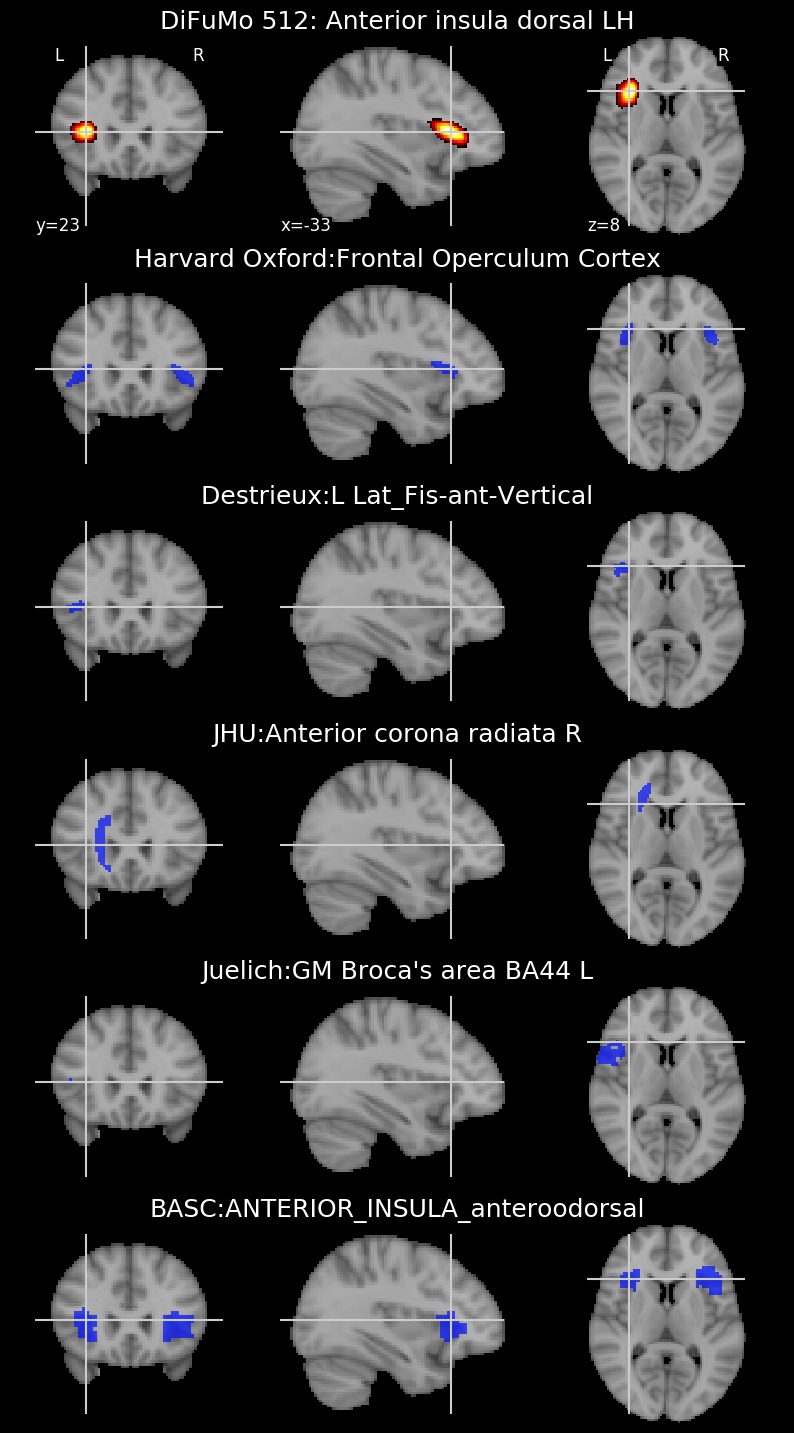 DiFuMo 512: Anterior insula dorsal LH
L R L R
y=23 x=-33 z=8
Harvard Oxford:Frontal Operculum Cortex
Destrieux:L Lat_Fis-ant-Vertical
JHU:Anterior corona radiata R
Juelich:GM Broca's area BA44 L
BASC:ANTERIOR_INSULA_anteroodorsal